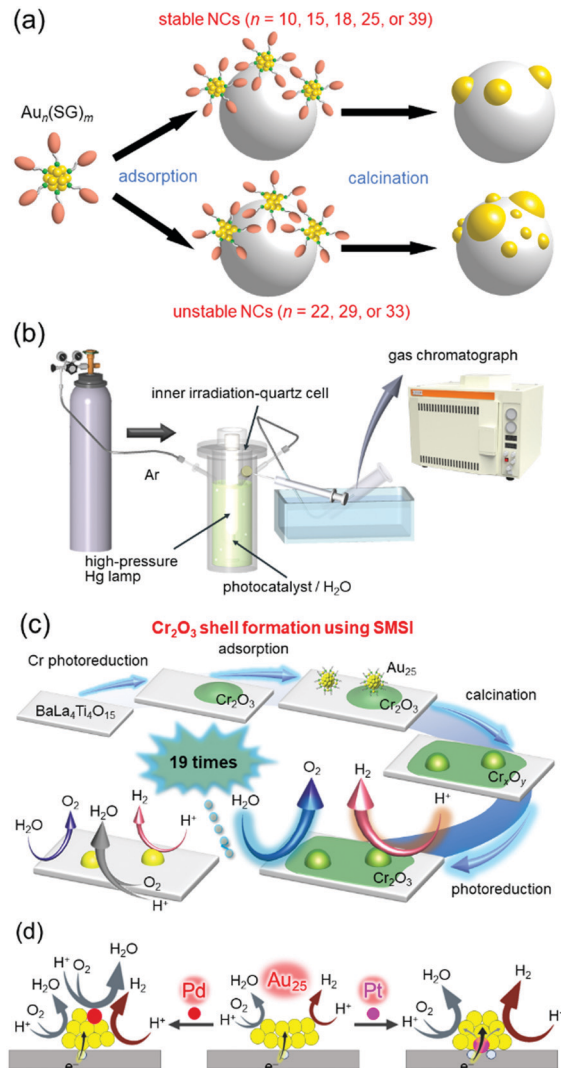 (a)
stable NCs (n = 10, 15, 18, 25, or 39)
Aun(SG)m
adsorption
calcination
unstable NCs (n = 22, 29, or 33)
(b)
gas chromatograph
inner irradiation-quartz cell
Ar
high-pressure
Hg lamp
photocatalyst / H2O
(c)
Cr2O3 shell formation using SMSI
Cr photoreduction
adsorption
Au25
calcination
BaLa4Ti4O15
Cr2O3
Cr2O3
CrxOy
19 times
O2
H2
H2O
H+
O2
H2O
H2
H2O
H+
O2
H+
Cr2O3
photoreduction
(d)
H2O
H+
O2
H2O
H2
O2
H+
H+
e−
Pd
Au25
H2O
H2
O2
H+
H+
e−
Pt
H2O
H2
O2
H+
H+
e−